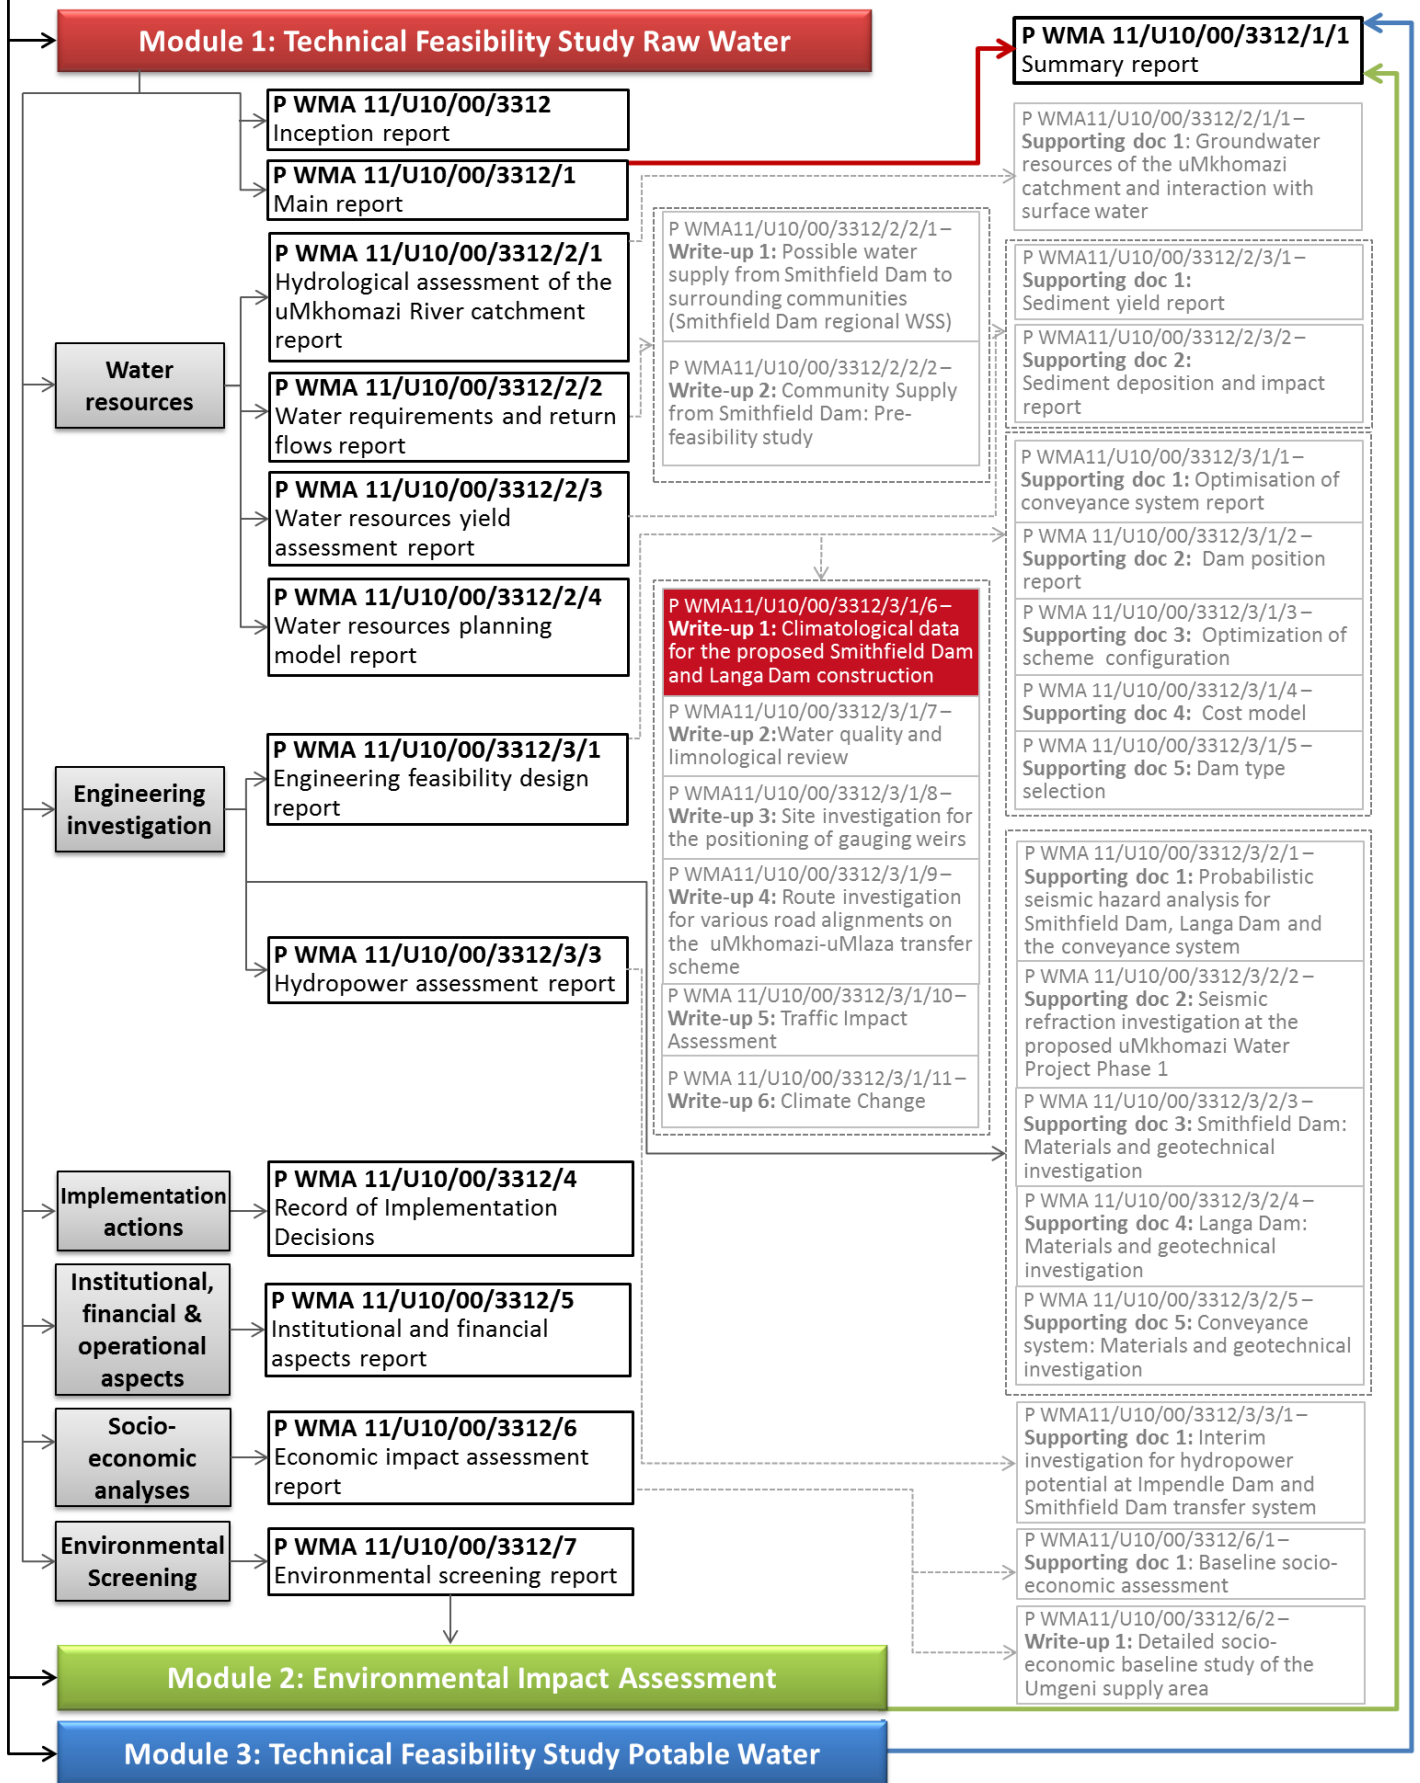 Module 1: Technical Feasibility Study Raw Water
P WMA 11/U10/00/3312/1/1
Summary report
P WMA 11/U10/00/3312
Inception report
P WMA 11/U10/00/3312/1
Main report
Water
resources
P WMA 11/U10/00/3312/2/1
Hydrological assessment of the
uMkhomazi River catchment
report
P WMA 11/U10/00/3312/2/2
Water requirements and return
flows report
P WMA 11/U10/00/3312/2/3
Water resources yield
assessment report
P WMA 11/U10/00/3312/2/4
Water resources planning
model report
P WMA11/U10/00/3312/2/2/1–
Write-up 1: Possible water
supply from Smithfield Dam to
surrounding communities
(Smithfield Dam regional WSS)
P WMA11/U10/00/3312/2/2/2–
Write-up 2: Community Supply
from Smithfield Dam: Pre-
feasibility study
P WMA11/U10/00/3312/2/1/1–
Supporting doc 1: Groundwater
resources of the uMkhomazi
catchment and interaction with
surface water
P WMA11/U10/00/3312/2/3/1–
Supporting doc 1:
Sediment yield report
P WMA11/U10/00/3312/2/3/2–
Supporting doc 2:
Sediment deposition and impact
report
Engineering
investigation
P WMA 11/U10/00/3312/3/1
Engineering feasibility design
report
P WMA 11/U10/00/3312/3/3
Hydropower assessment report
P WMA11/U10/00/3312/3/1/6–
Write-up 1: Climatological data
for the proposed Smithfield Dam
and Langa Dam construction
P WMA11/U10/00/3312/3/1/7–
Write-up 2:Water quality and
limnological review
P WMA11/U10/00/3312/3/1/8–
Write-up 3: Site investigation for
the positioning of gauging weirs
P WMA11/U10/00/3312/3/1/9–
Write-up 4: Route investigation
for various road alignments on
the uMkhomazi-uMlaza transfer
scheme
P WMA 11/U10/00/3312/3/1/10–
Write-up 5: Traffic Impact
Assessment
P WMA 11/U10/00/3312/3/1/11–
Write-up 6: Climate Change
P WMA11/U10/00/3312/3/1/1–
Supporting doc 1: Optimisation of
conveyance system report
P WMA 11/U10/00/3312/3/1/2–
Supporting doc 2: Dam position
report
P WMA 11/U10/00/3312/3/1/3–
Supporting doc 3: Optimization of
scheme configuration
P WMA 11/U10/00/3312/3/1/4–
Supporting doc 4: Cost model
P WMA 11/U10/00/3312/3/1/5–
Supporting doc 5: Dam type
selection
P WMA 11/U10/00/3312/3/2/1–
Supporting doc 1: Probabilistic
seismic hazard analysis for
Smithfield Dam, Langa Dam and
the conveyance system
P WMA 11/U10/00/3312/3/2/2–
Supporting doc 2: Seismic
refraction investigation at the
proposed uMkhomazi Water
Project Phase 1
P WMA 11/U10/00/3312/3/2/3–
Supporting doc 3: Smithfield Dam:
Materials and geotechnical
investigation
P WMA 11/U10/00/3312/3/2/4–
Supporting doc 4: Langa Dam:
Materials and geotechnical
investigation
P WMA 11/U10/00/3312/3/2/5–
Supporting doc 5: Conveyance
system: Materials and geotechnical
investigation
Implementation
actions
P WMA 11/U10/00/3312/4
Record of Implementation
Decisions
Institutional,
financial &
operational
aspects
P WMA 11/U10/00/3312/5
Institutional and financial
aspects report
Socio-
economic
analyses
P WMA 11/U10/00/3312/6
Economic impact assessment
report
Environmental
Screening
P WMA 11/U10/00/3312/7
Environmental screening report
P WMA11/U10/00/3312/3/3/1–
Supporting doc 1: Interim
investigation for hydropower
potential at Impendle Dam and
Smithfield Dam transfer system
P WMA11/U10/00/3312/6/1–
Supporting doc 1: Baseline socio-
economic assessment
P WMA11/U10/00/3312/6/2–
Write-up 1: Detailed socio-
economic baseline study of the
Umgeni supply area
Module 2: Environmental Impact Assessment
Module 3: Technical Feasibility Study Potable Water